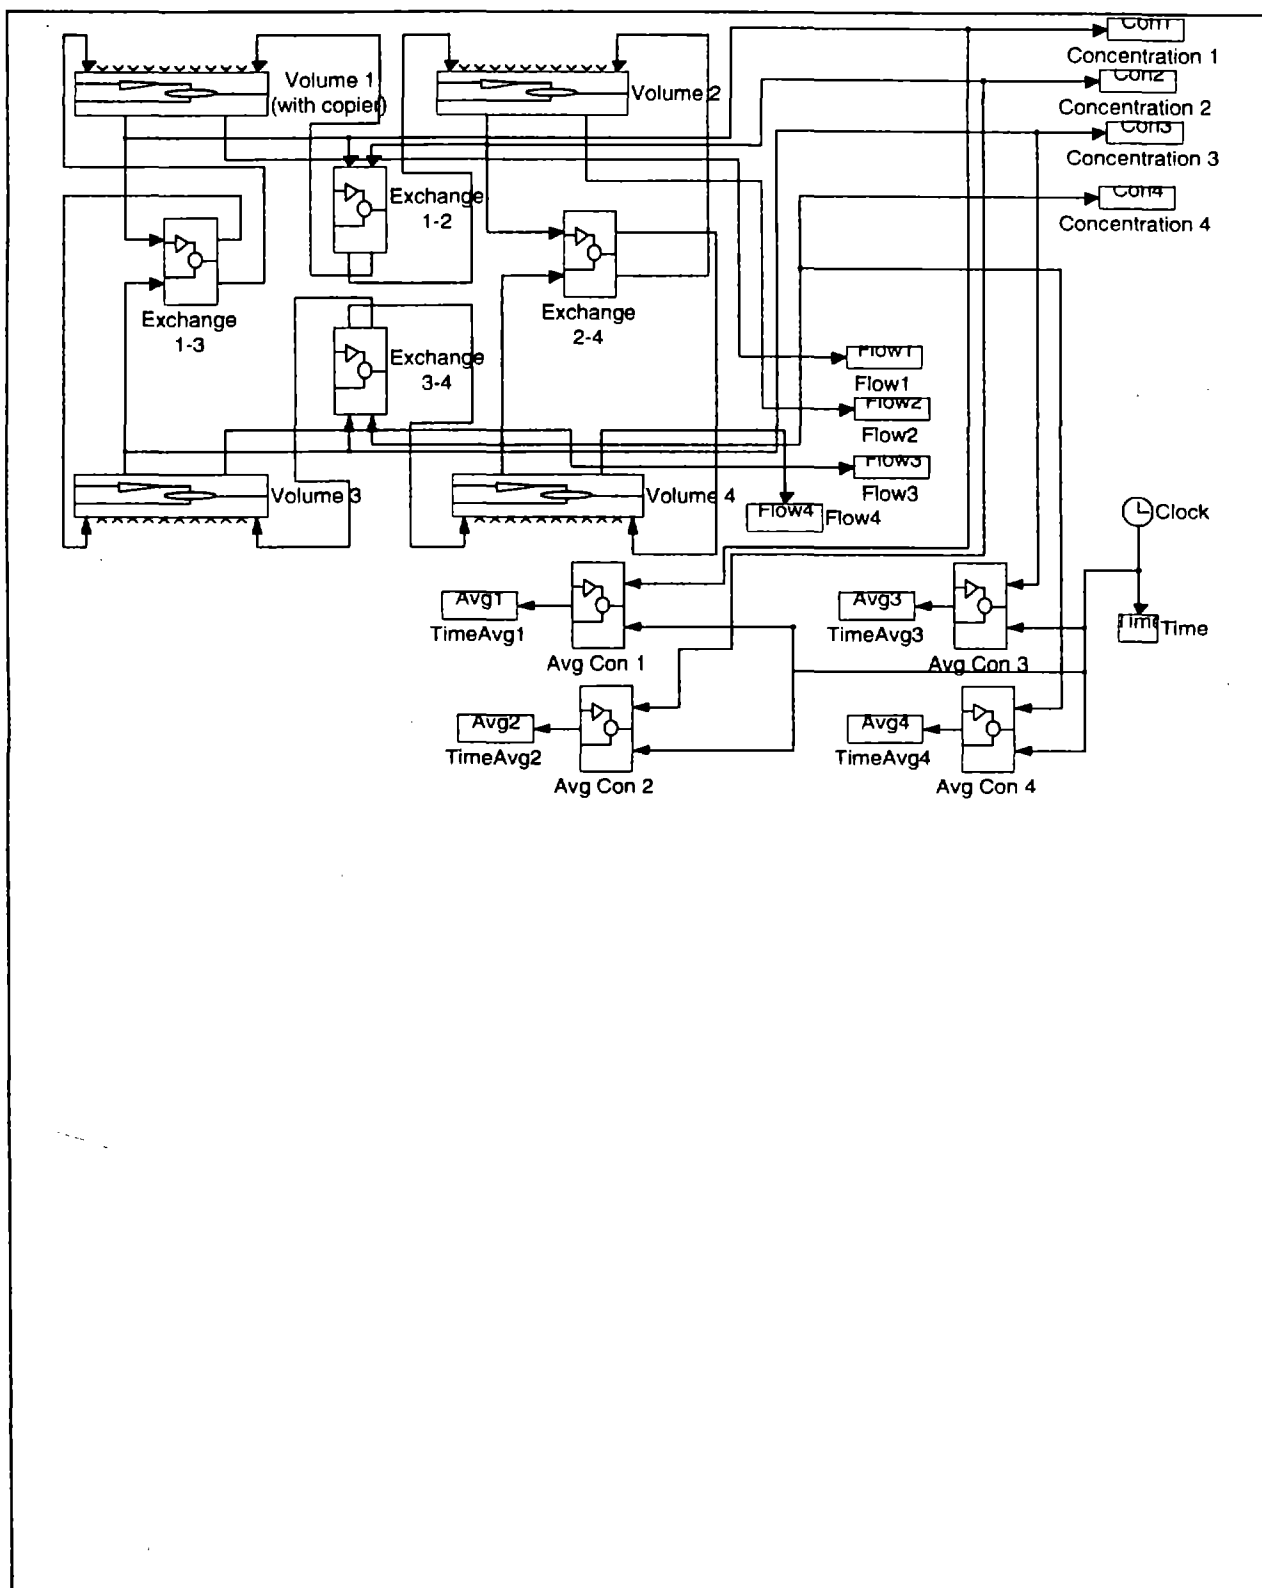 Con1
Concentration 1
Volume 1
(with copier)
Volume 2
Con2
Concentration 2
Con3
Concentration 3
Exchange
1-2
Con4
Concentration 4
Exchange
1-3
Exchange
2-4
Exchange
3-4
Flow1
Flow1
Flow2
Flow2
Flow3
Flow3
Volume 3
Volume 4
Flow4
Flow4
Clock
Time
Time
Avg1
TimeAvg1
Avg Con 1
Avg3
TimeAvg3
Avg Con 3
Avg2
TimeAvg2
Avg Con 2
Avg4
TimeAvg4
Avg Con 4